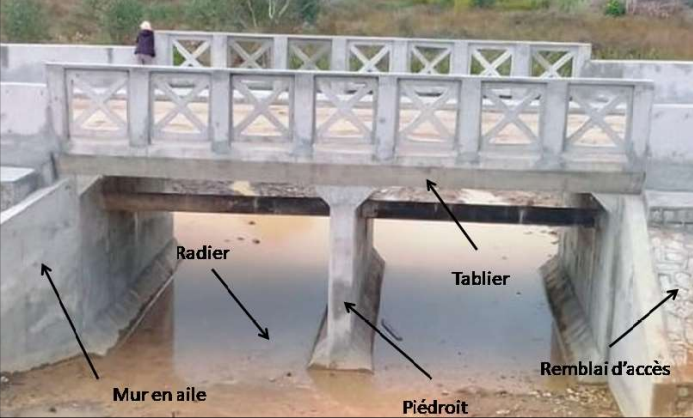 Radier
Tablier
Remblai d'accès
Mur en aile
Piédroit